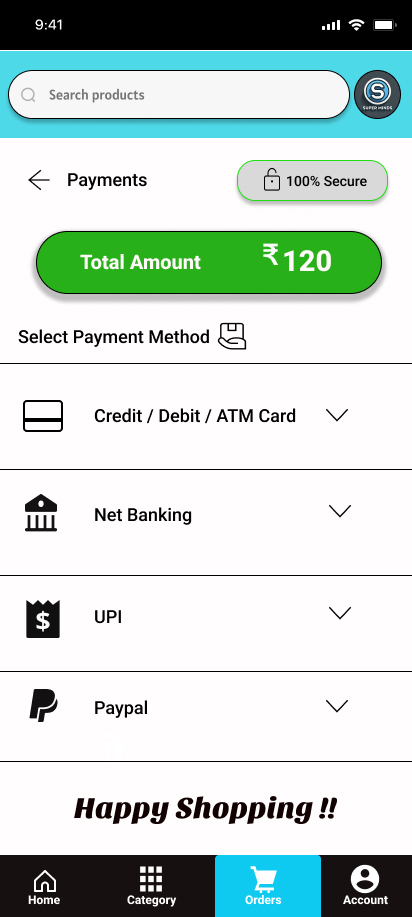 9:41
Search products
S
SUPER MINDS
Payments
100% Secure
Total Amount ₹120
Select Payment Method
Credit / Debit / ATM Card
Net Banking
$ UPI
Paypal
Happy Shopping !!
Home Category Orders Account